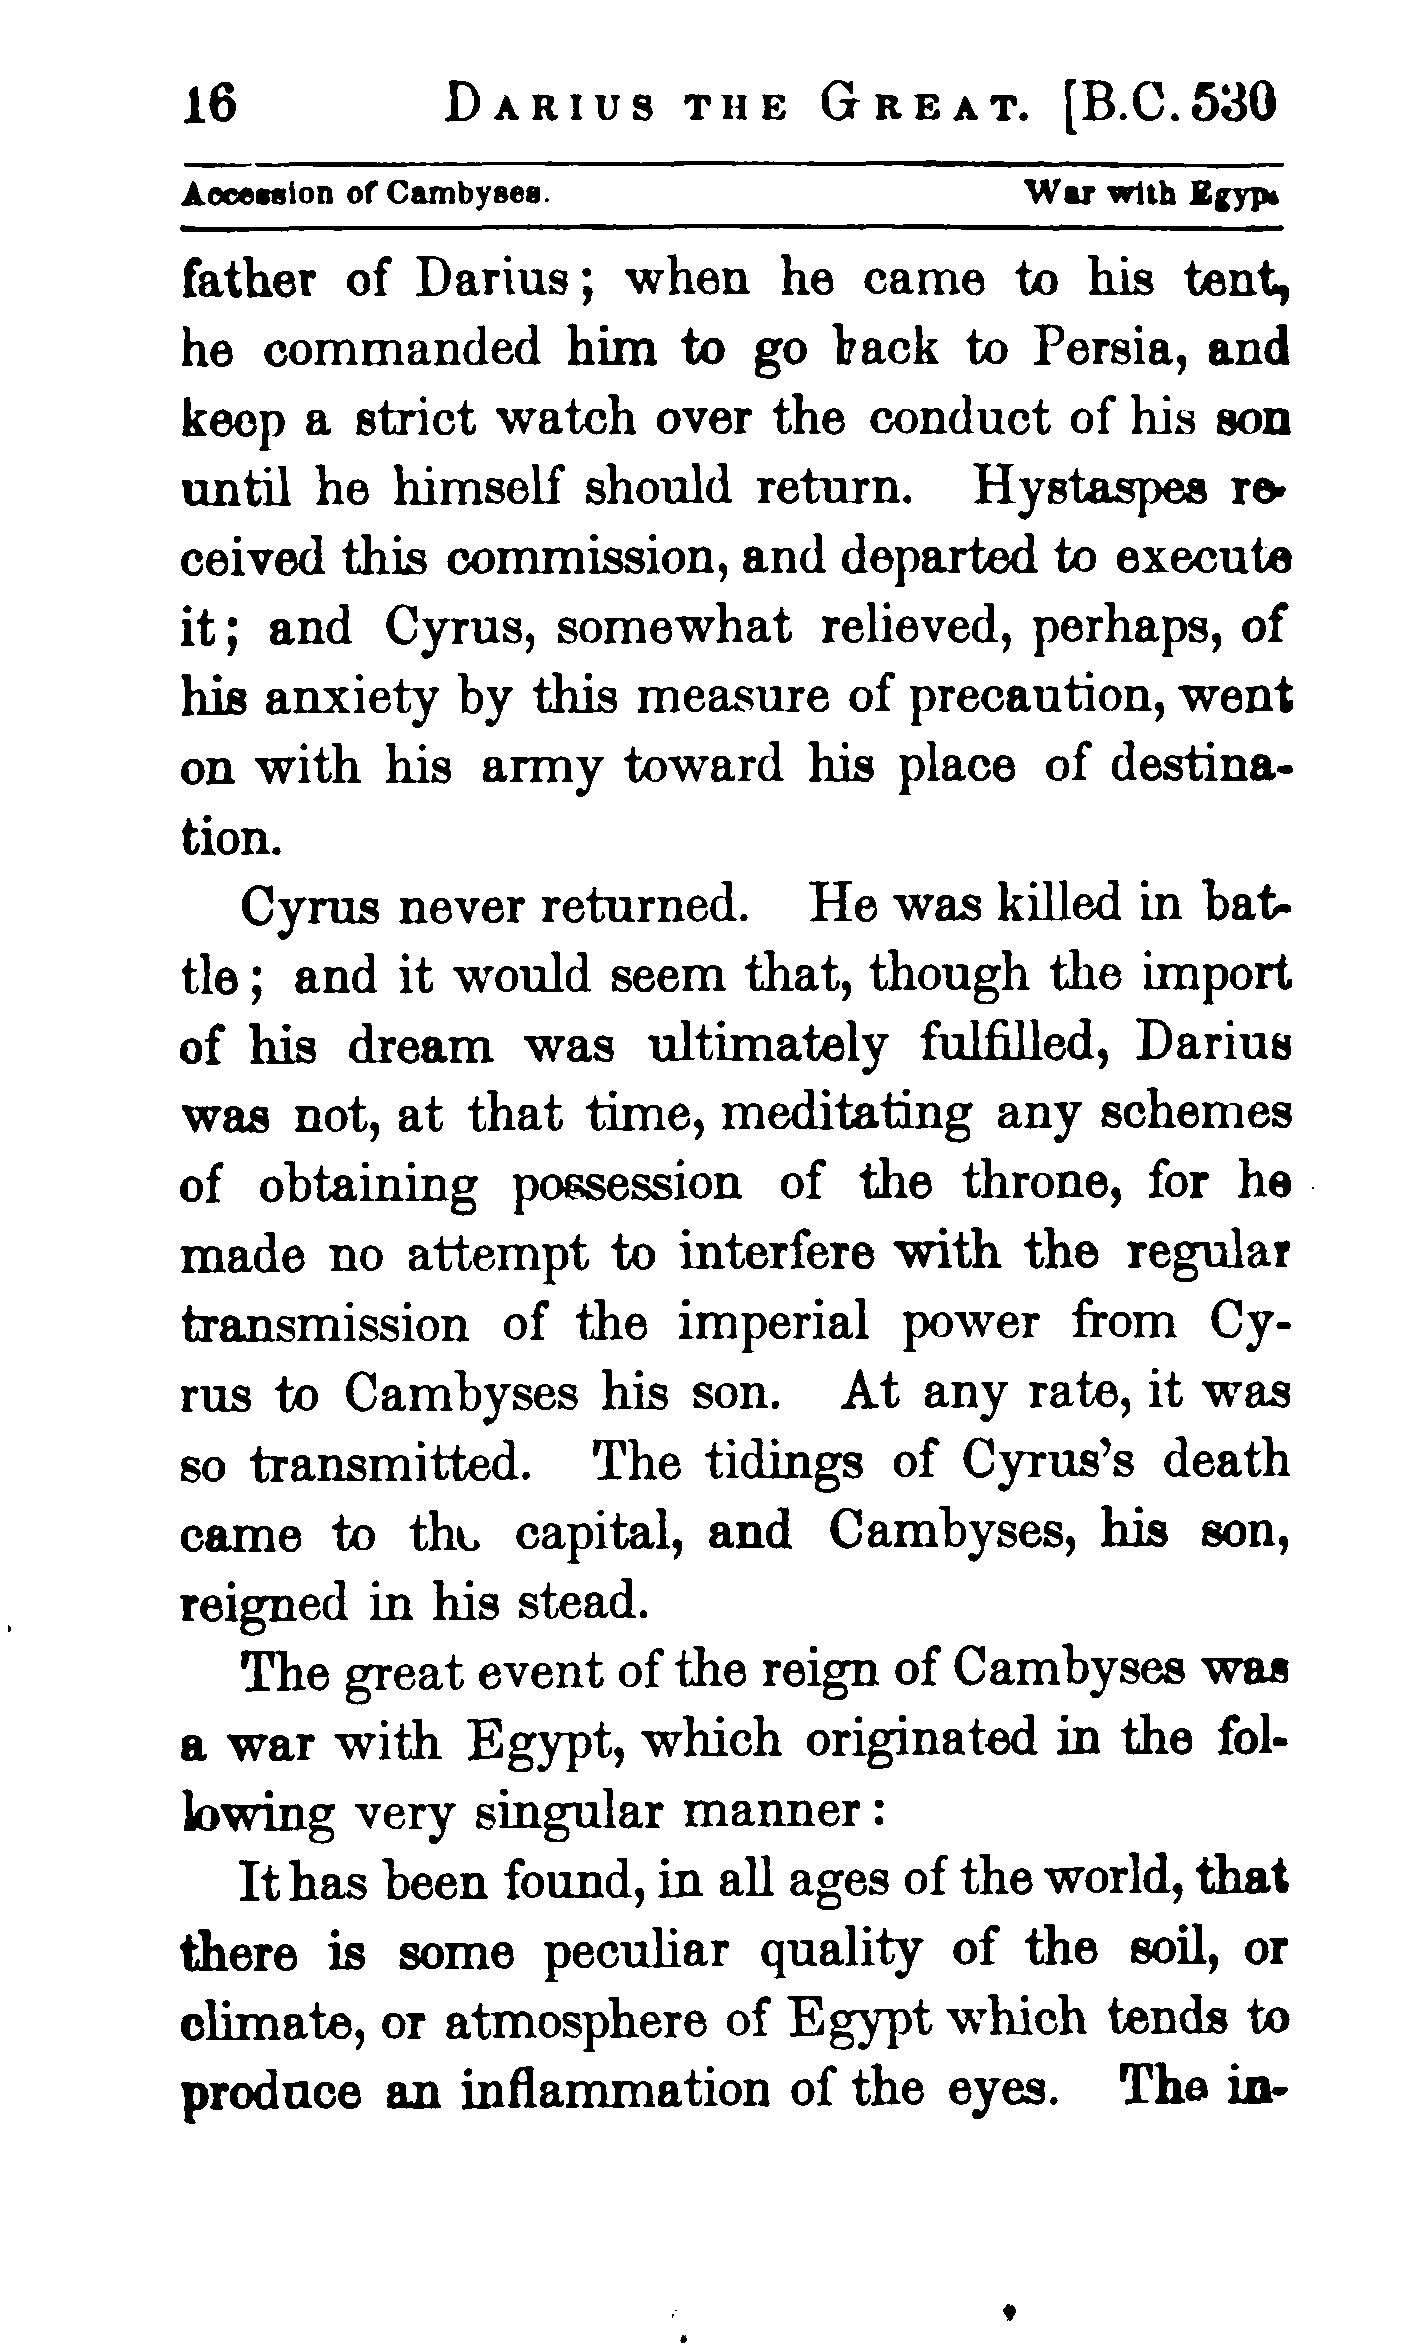 16 DARIUS THE GREAT. [B.C. 530
Accession of Cambyses. War with Egypt
father of Darius; when he came to his tent,
he commanded him to go back to Persia, and
keep a strict watch over the conduct of his son
until he himself should return. Hystaspes re-
ceived this commission, and departed to execute
it; and Cyrus, somewhat relieved, perhaps, of
his anxiety by this measure of precaution, went
on with his army toward his place of destina-
tion.
Cyrus never returned. He was killed in bat-
tle; and it would seem that, though the import
of his dream was ultimately fulfilled, Darius
was not, at that time, meditating any schemes
of obtaining possession of the throne, for he
made no attempt to interfere with the regular
transmission of the imperial power from Cy-
rus to Cambyses his son. At any rate, it was
so transmitted. The tidings of Cyrus's death
came to the capital, and Cambyses, his son,
reigned in his stead.
The great event of the reign of Cambyses was
a war with Egypt, which originated in the fol-
lowing very singular manner:
It has been found, in all ages of the world, that
there is some peculiar quality of the soil, or
climate, or atmosphere of Egypt which tends to
produce an inflammation of the eyes. The in-